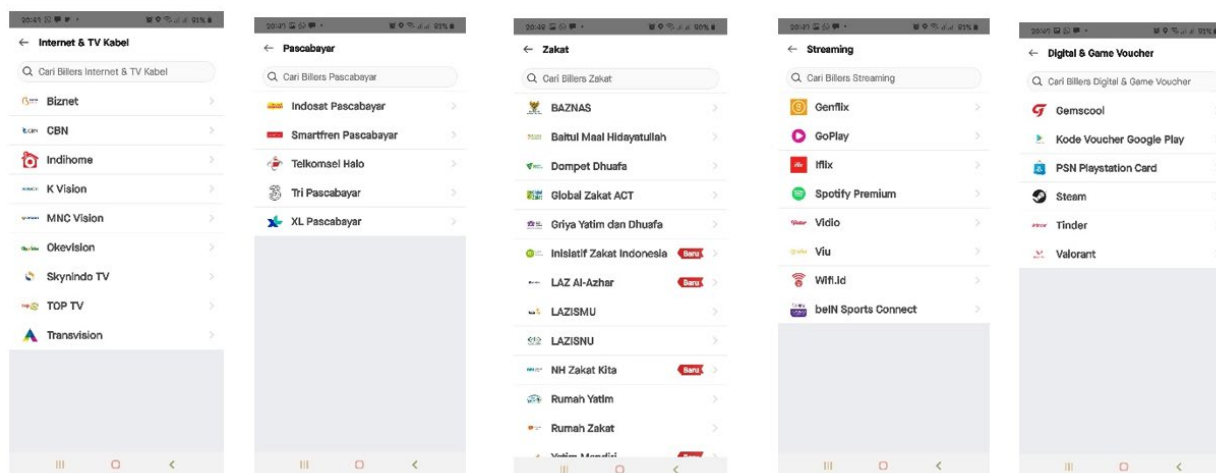 Internet & TV Kabel
Cari Billers Internet & TV Kabel
Biznet
CBN
Indihome
K Vision
MNC Vision
Okevision
Skynindo TV
TOP TV
Transvision
Pascabayar
Cari Billers Pascabayar
Indosat Pascabayar
Smartfren Pascabayar
Telkomsel Halo
Tri Pascabayar
XL Pascabayar
Zakat
Cari Billers Zakat
BAZNAS
Baitul Maal Hidayatullah
Dompet Dhuafa
Global Zakat ACT
Griya Yatim dan Dhuafa
Inisiatif Zakat Indonesia Baru
LAZ Al-Azhar Baru
LAZISMU
LAZISNU
NH Zakat Kita Baru
Rumah Yatim
Rumah Zakat
Yatim Mandiri
Streaming
Cari Billers Streaming
Genflix
GoPlay
Iflix
Spotify Premium
Vidio
Viu
Wifi.id
beIN Sports Connect
Digital & Game Voucher
Cari Billers Digital & Game Voucher
Gemscool
Kode Voucher Google Play
PSN Playstation Card
Steam
Tinder
Valorant